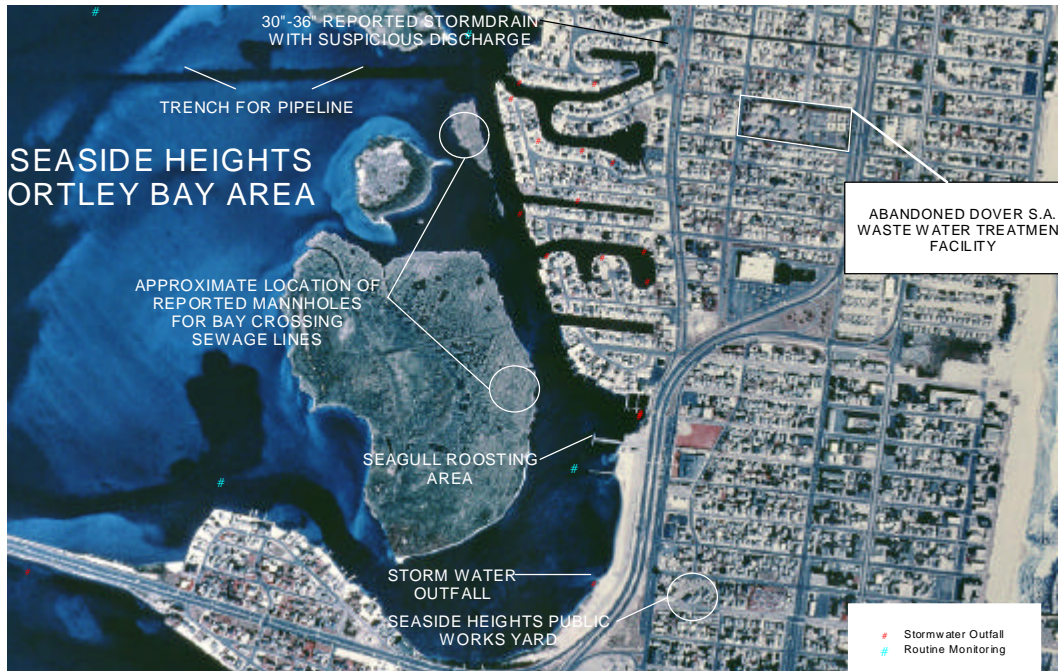 30"-36" REPORTED STORMDRAIN
WITH SUSPICIOUS DISCHARGE
TRENCH FOR PIPELINE
SEASIDE HEIGHTS
ORTLEY BAY AREA
ABANDONED DOVER S.A.
WASTE WATER TREATMEN
FACILITY
APPROXIMATE LOCATION OF
REPORTED MANNHOLES
FOR BAY CROSSING
SEWAGE LINES
SEAGULL ROOSTING
AREA
STORM WATER
OUTFALL
SEASIDE HEIGHTS PUBLIC
WORKS YARD
# Stormwater Outfall
# Routine Monitoring